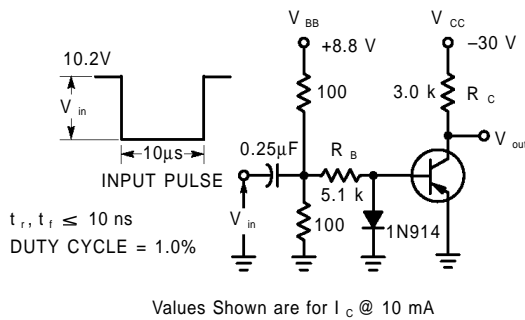 V BB
+8.8 V
V CC
–30 V
10.2V
V in
10µs
INPUT PULSE
t r, t f ≤ 10 ns
DUTY CYCLE = 1.0%
0.25µF
V in
100
R B
5.1 k
100
1N914
3.0 k
R C
V out
Values Shown are for I C @ 10 mA